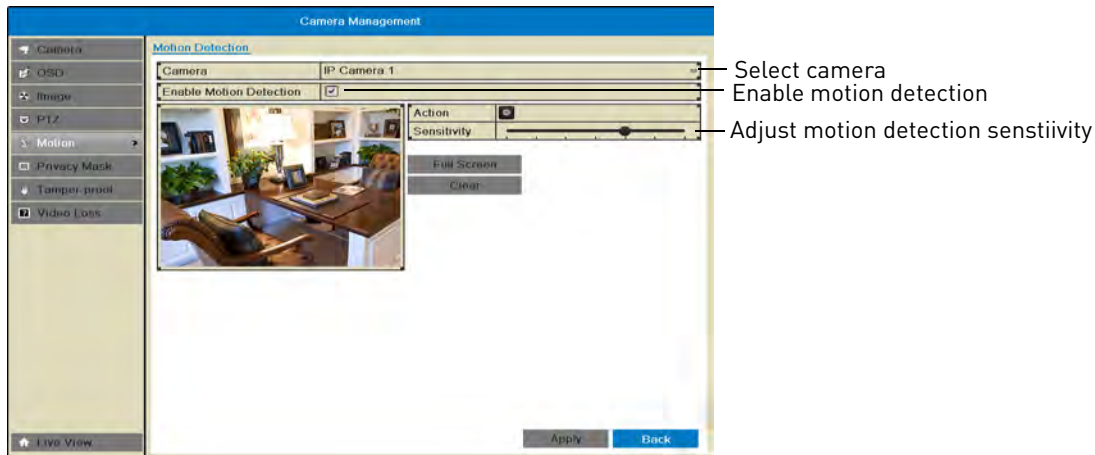 Camera Management
Camera
OSD
Image
PTZ
Motion
Privacy Mask
Tamper-proof
Video Loss
Live View
Motion Detection
Camera IP Camera 1
Enable Motion Detection
Action
Sensitivity
Full Screen
Clear
Apply Back
Select camera
Enable motion detection
Adjust motion detection senstiivity